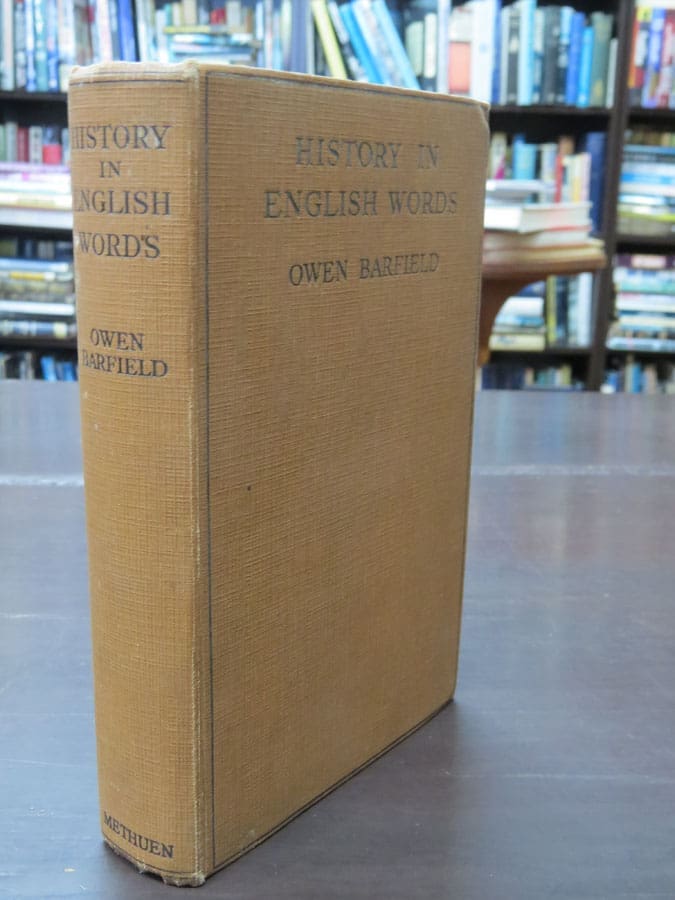 HISTORY
IN
ENGLISH
WORDS
OWEN
BARFIELD
METHUEN
HISTORY IN
ENGLISH WORDS
OWEN BARFIELD